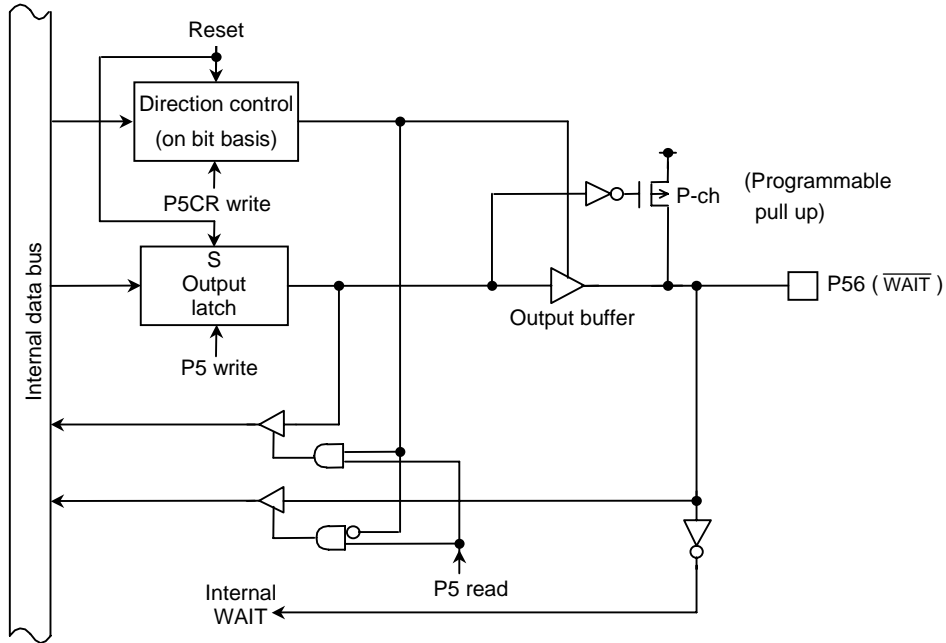 Reset
Direction control
(on bit basis)
P5CR write
P-ch
(Programmable
pull up)
S
Output
latch
Output buffer
P56 ( WAIT )
P5 write
Internal data bus
P5 read
Internal
WAIT